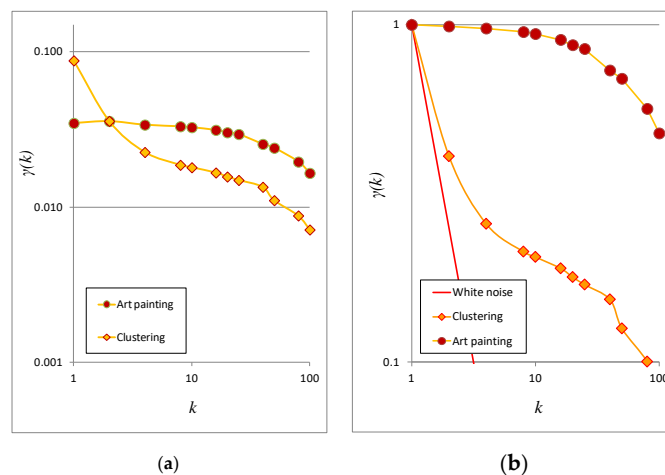 0.100
γ(k)
0.010
Art painting
Clustering
0.001
1
10
100
k
(a)
1
γ(k)
White noise
Clustering
Art painting
0.1
1
10
100
k
(b)